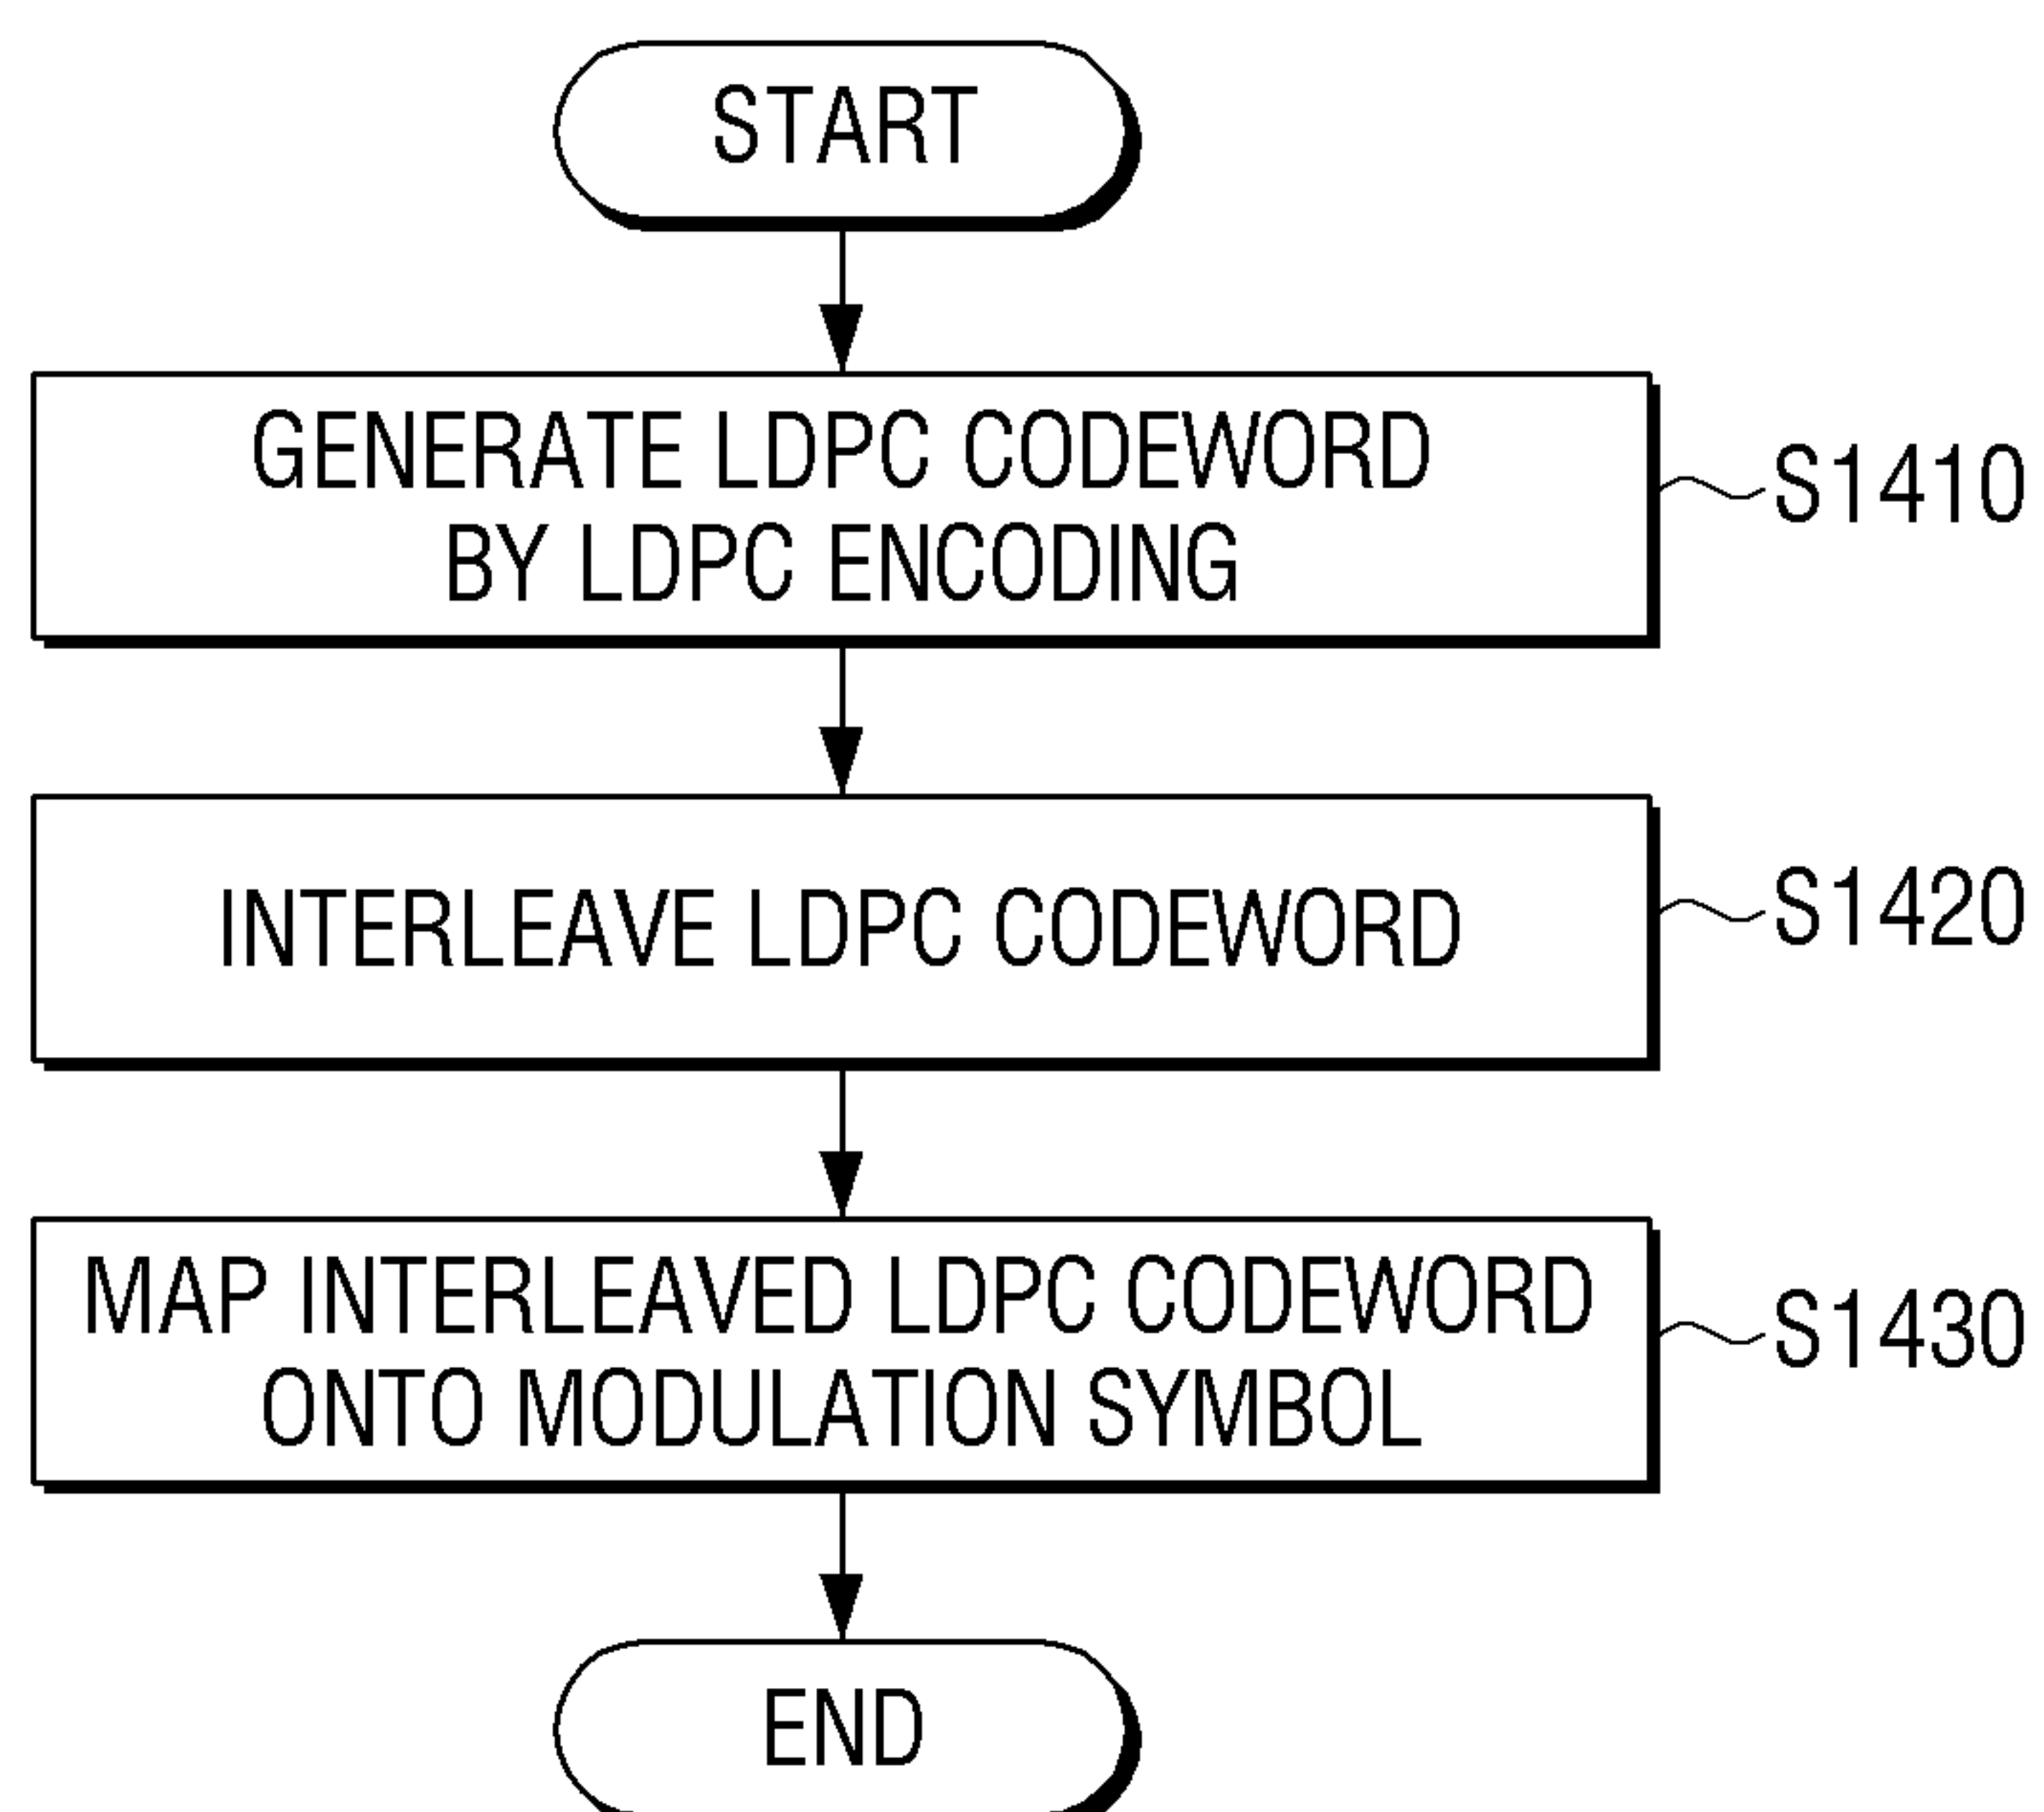 START
GENERATE LDPC CODEWORD
BY LDPC ENCODING
S1410
INTERLEAVE LDPC CODEWORD
S1420
MAP INTERLEAVED LDPC CODEWORD
ONTO MODULATION SYMBOL
S1430
END